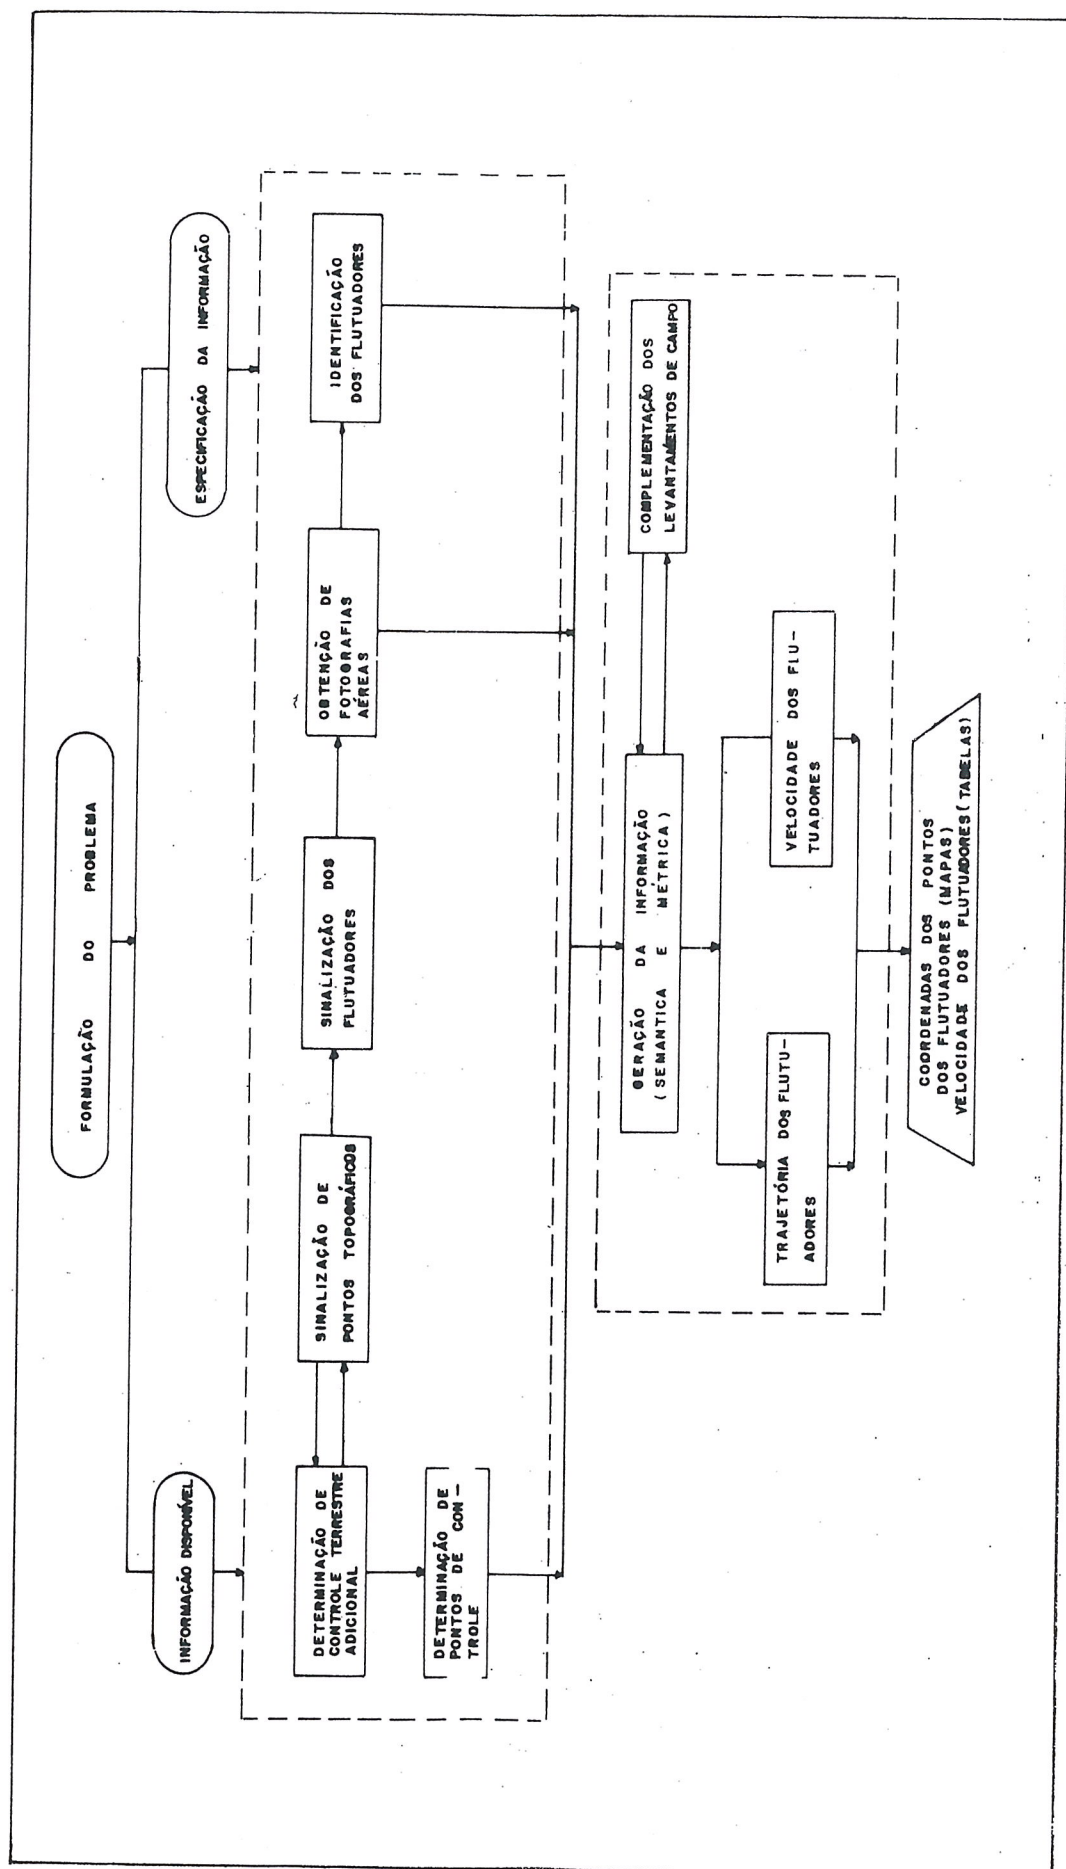 FORMULAÇÃO DO PROBLEMA
INFORMAÇÃO DISPONÍVEL
ESPECIFICAÇÃO DA INFORMAÇÃO
DETERMINAÇÃO DE
CONTROLE TERRESTRE
ADICIONAL
SINALIZAÇÃO DE
PONTOS TOPOGRÁFICOS
SINALIZAÇÃO DOS
FLUTUADORES
OBTENÇÃO DE
FOTOGRAFIAS
AÉREAS
IDENTIFICAÇÃO
DOS FLUTUADORES
DETERMINAÇÃO DE
PONTOS DE CON-
TROLE
GERAÇÃO DA INFORMAÇÃO
(SEMANTICA E MÉTRICA)
COMPLEMENTAÇÃO DOS
LEVANTAMENTOS DE CAMPO
TRAJETÓRIA DOS FLUTU-
ADORES
VELOCIDADE DOS FLU-
TUADORES
COORDENADAS DOS PONTOS
DOS FLUTUADORES (MAPAS)
VELOCIDADE DOS FLUTUADORES (TABELAS)